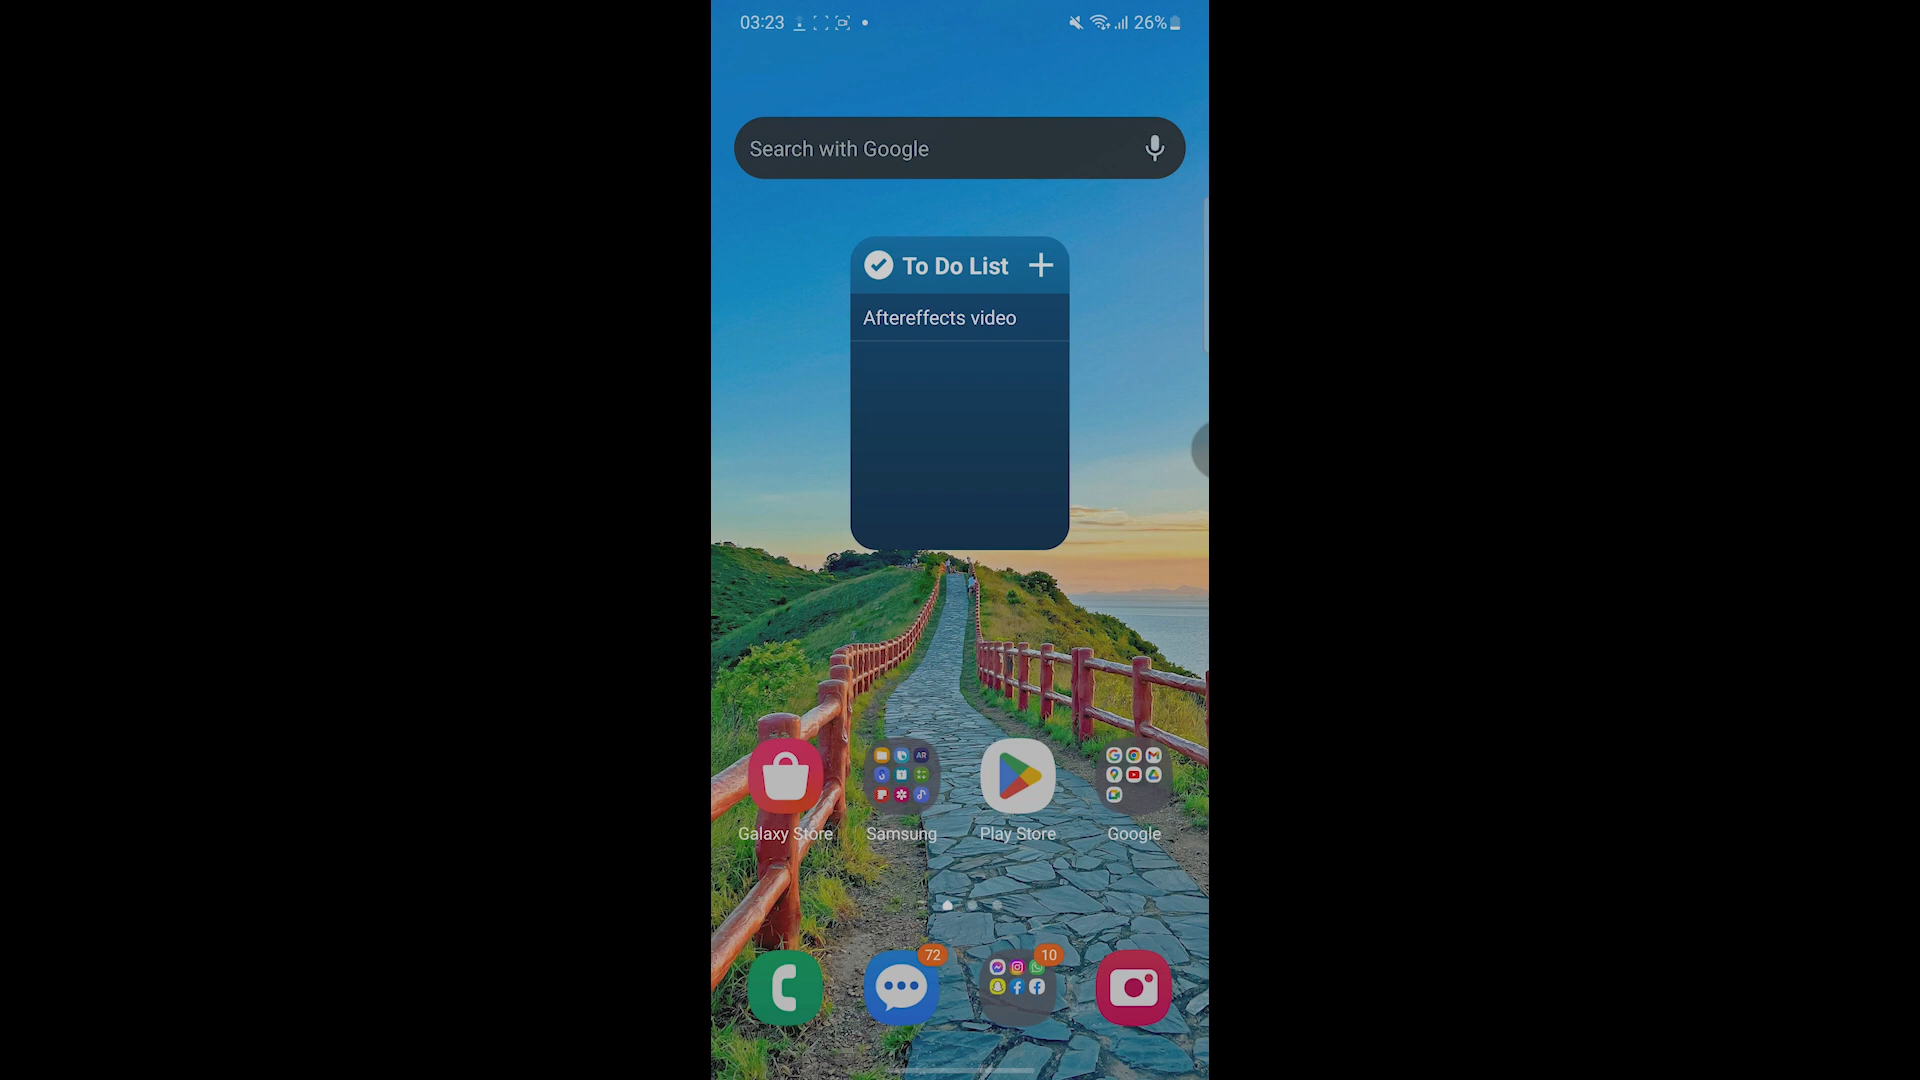 03:23
26%
Search with Google
To Do List
Aftereffects video
AR
Galaxy Store
Samsung
Play Store
Google
72
10